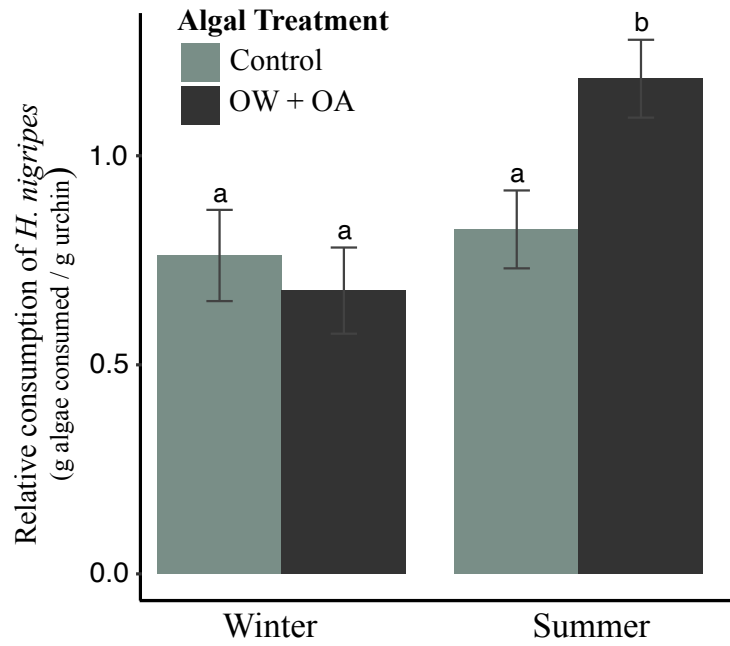 Algal Treatment
Control
OW + OA
Relative consumption of H. nigripes
(g algae consumed / g urchin)
1.0
0.5
0.0
a
a
a
b
Winter
Summer